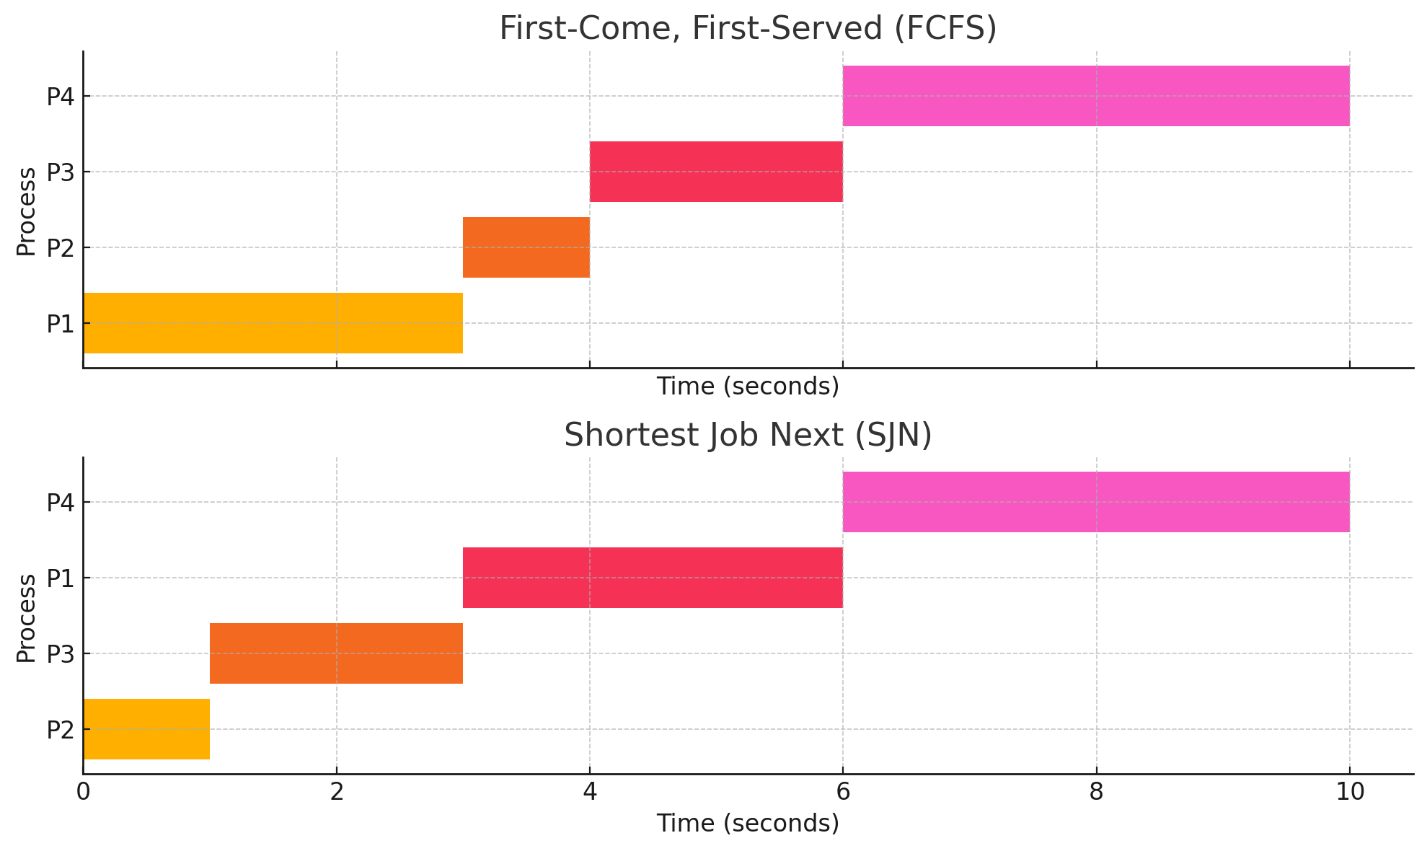 First-Come, First-Served (FCFS)
P4
P3
P2
P1
Process
Time (seconds)
Shortest Job Next (SJN)
P4
P1
P3
P2
Process
0 2 4 6 8 10
Time (seconds)